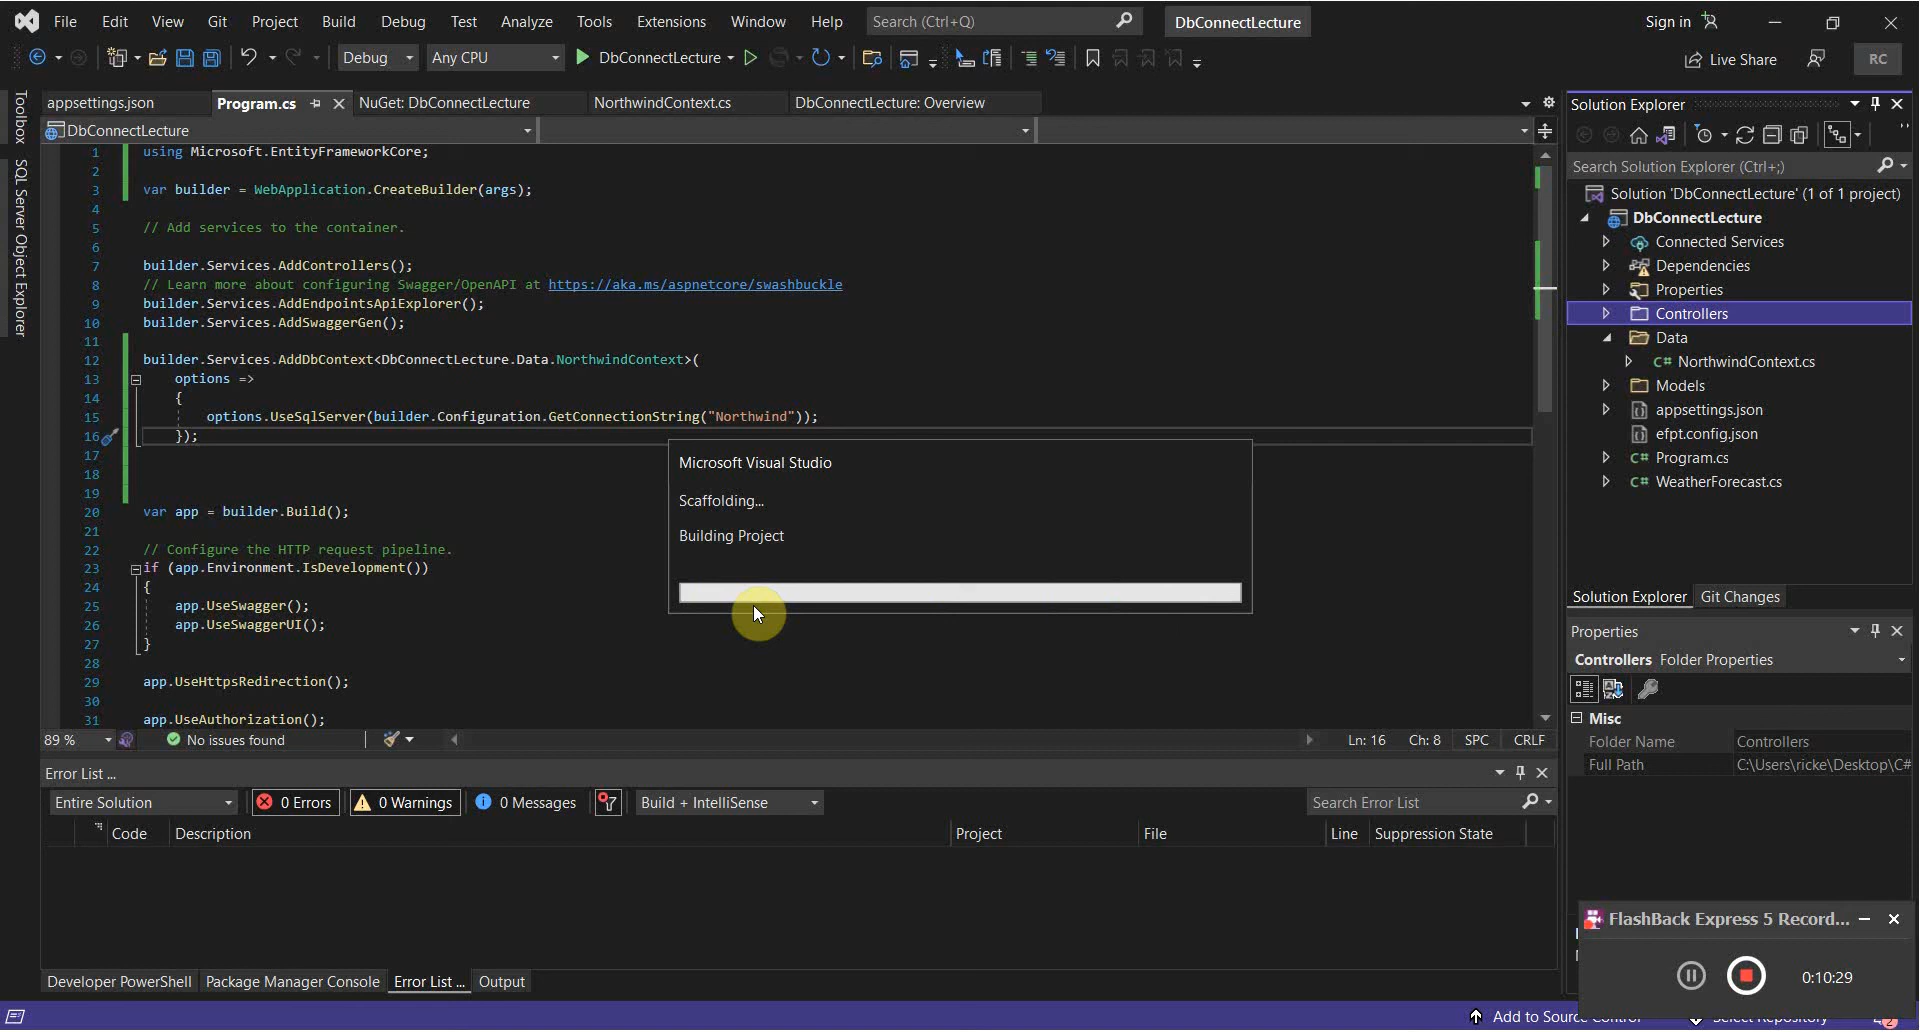 File Edit View Git Project Build Debug Test Analyze Tools Extensions Window Help Search (Ctrl+Q) DbConnectLecture Sign in
Debug Any CPU DbConnectLecture Live Share RC
appsettings.json Program.cs NuGet: DbConnectLecture NorthwindContext.cs DbConnectLecture: Overview
DbConnectLecture
Toolbox
SQL Server Object Explorer
1 using Microsoft.EntityFrameworkCore;
2
3 var builder = WebApplication.CreateBuilder(args);
4
5 // Add services to the container.
6
7 builder.Services.AddControllers();
8 // Learn more about configuring Swagger/OpenAPI at https://aka.ms/aspnetcore/swashbuckle
9 builder.Services.AddEndpointsApiExplorer();
10 builder.Services.AddSwaggerGen();
11
12 builder.Services.AddDbContext<DbConnectLecture.Data.NorthwindContext>(
13 options =>
14 {
15 options.UseSqlServer(builder.Configuration.GetConnectionString("Northwind"));
16 });
17
18
19
20 var app = builder.Build();
21
22 // Configure the HTTP request pipeline.
23 if (app.Environment.IsDevelopment())
24 {
25 app.UseSwagger();
26 app.UseSwaggerUI();
27 }
28
29 app.UseHttpsRedirection();
30
31 app.UseAuthorization();
Microsoft Visual Studio
Scaffolding...
Building Project
89 % No issues found Ln: 16 Ch: 8 SPC CRLF
Error List ...
Entire Solution 0 Errors 0 Warnings 0 Messages Build + IntelliSense Search Error List
Code Description Project File Line Suppression State
Developer PowerShell Package Manager Console Error List ... Output
Solution Explorer
Search Solution Explorer (Ctrl+;)
Solution 'DbConnectLecture' (1 of 1 project)
DbConnectLecture
Connected Services
Dependencies
Properties
Controllers
Data
C# NorthwindContext.cs
Models
appsettings.json
efpt.config.json
C# Program.cs
C# WeatherForecast.cs
Solution Explorer Git Changes
Properties
Controllers Folder Properties
Misc
Folder Name Controllers
Full Path C:\Users\ricke\Desktop\C#
FlashBack Express 5 Record...
0:10:29
Add to Source Control Select Repository